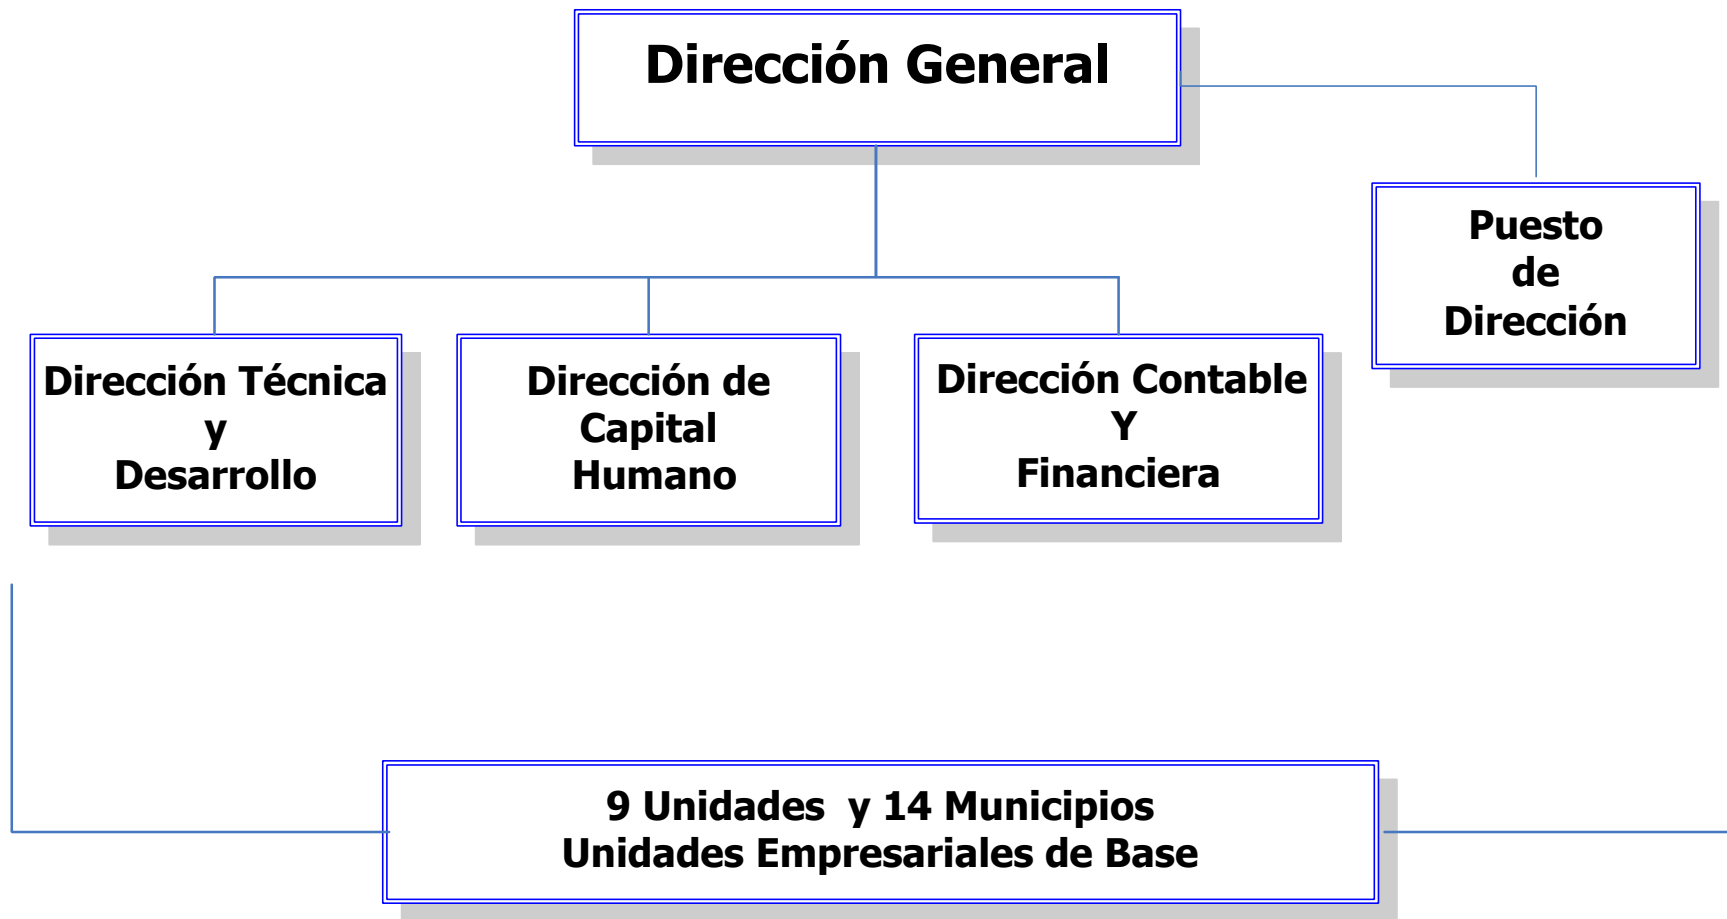 Dirección General
Puesto
de
Dirección
Dirección Técnica
y
Desarrollo
Dirección de
Capital
Humano
Dirección Contable
Y
Financiera
9 Unidades  y 14 Municipios
Unidades Empresariales de Base